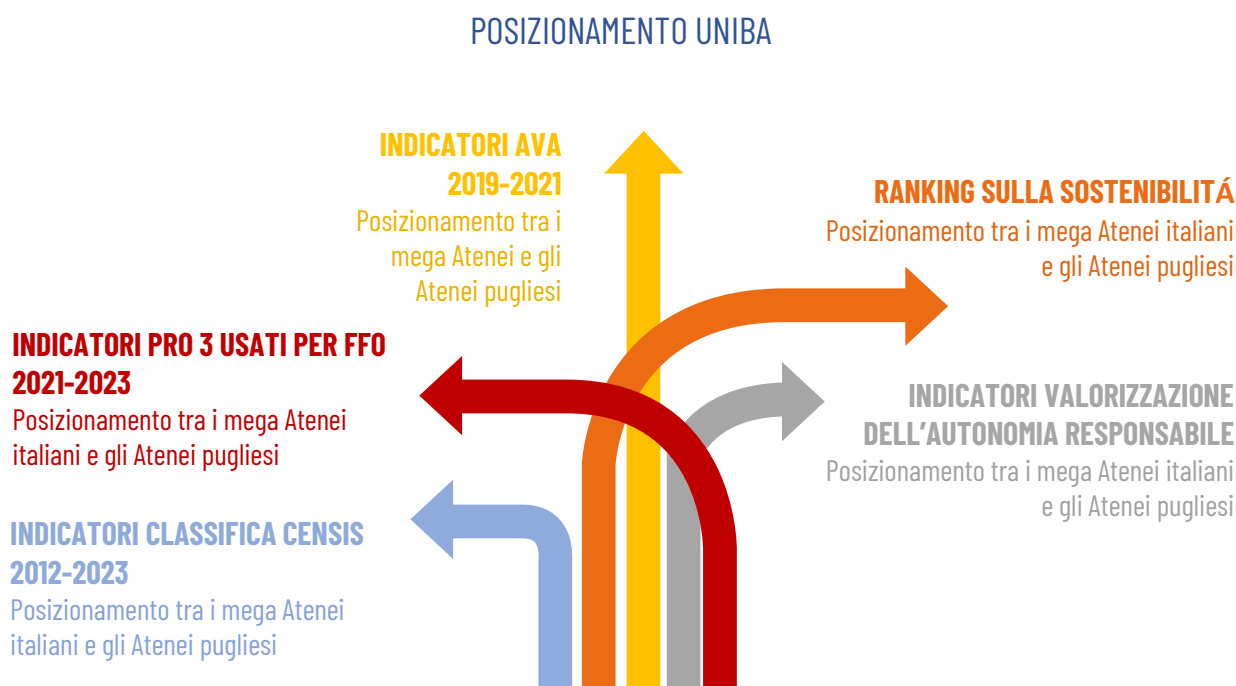 POSIZIONAMENTO UNIBA
INDICATORI AVA
2019-2021
Posizionamento tra i
mega Atenei e gli
Atenei pugliesi
RANKING SULLA SOSTENIBILITÁ
Posizionamento tra i mega Atenei italiani
e gli Atenei pugliesi
INDICATORI PRO 3 USATI PER FFO
2021-2023
Posizionamento tra i mega Atenei
italiani e gli Atenei pugliesi
INDICATORI VALORIZZAZIONE
DELL'AUTONOMIA RESPONSABILE
Posizionamento tra i mega Atenei italiani
e gli Atenei pugliesi
INDICATORI CLASSIFICA CENSIS
2012-2023
Posizionamento tra i mega Atenei
italiani e gli Atenei pugliesi